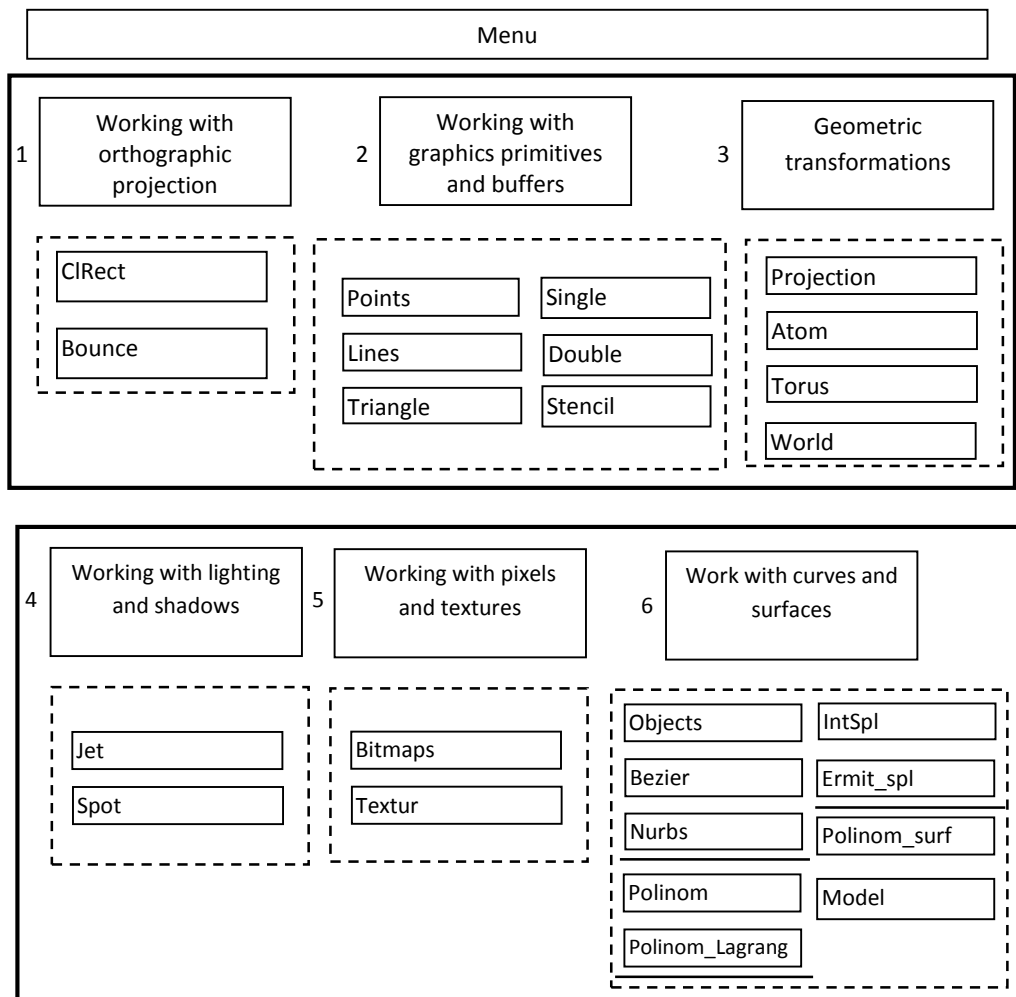 Menu
1
Working with
orthographic
projection
2
Working with
graphics primitives
and buffers
3
Geometric
transformations
ClRect
Bounce
Points
Single
Lines
Double
Triangle
Stencil
Projection
Atom
Torus
World
4
Working with lighting
and shadows
5
Working with pixels
and textures
6
Work with curves and
surfaces
Jet
Spot
Bitmaps
Textur
Objects
IntSpl
Bezier
Ermit_spl
Nurbs
Polinom_surf
Polinom
Model
Polinom_Lagrang